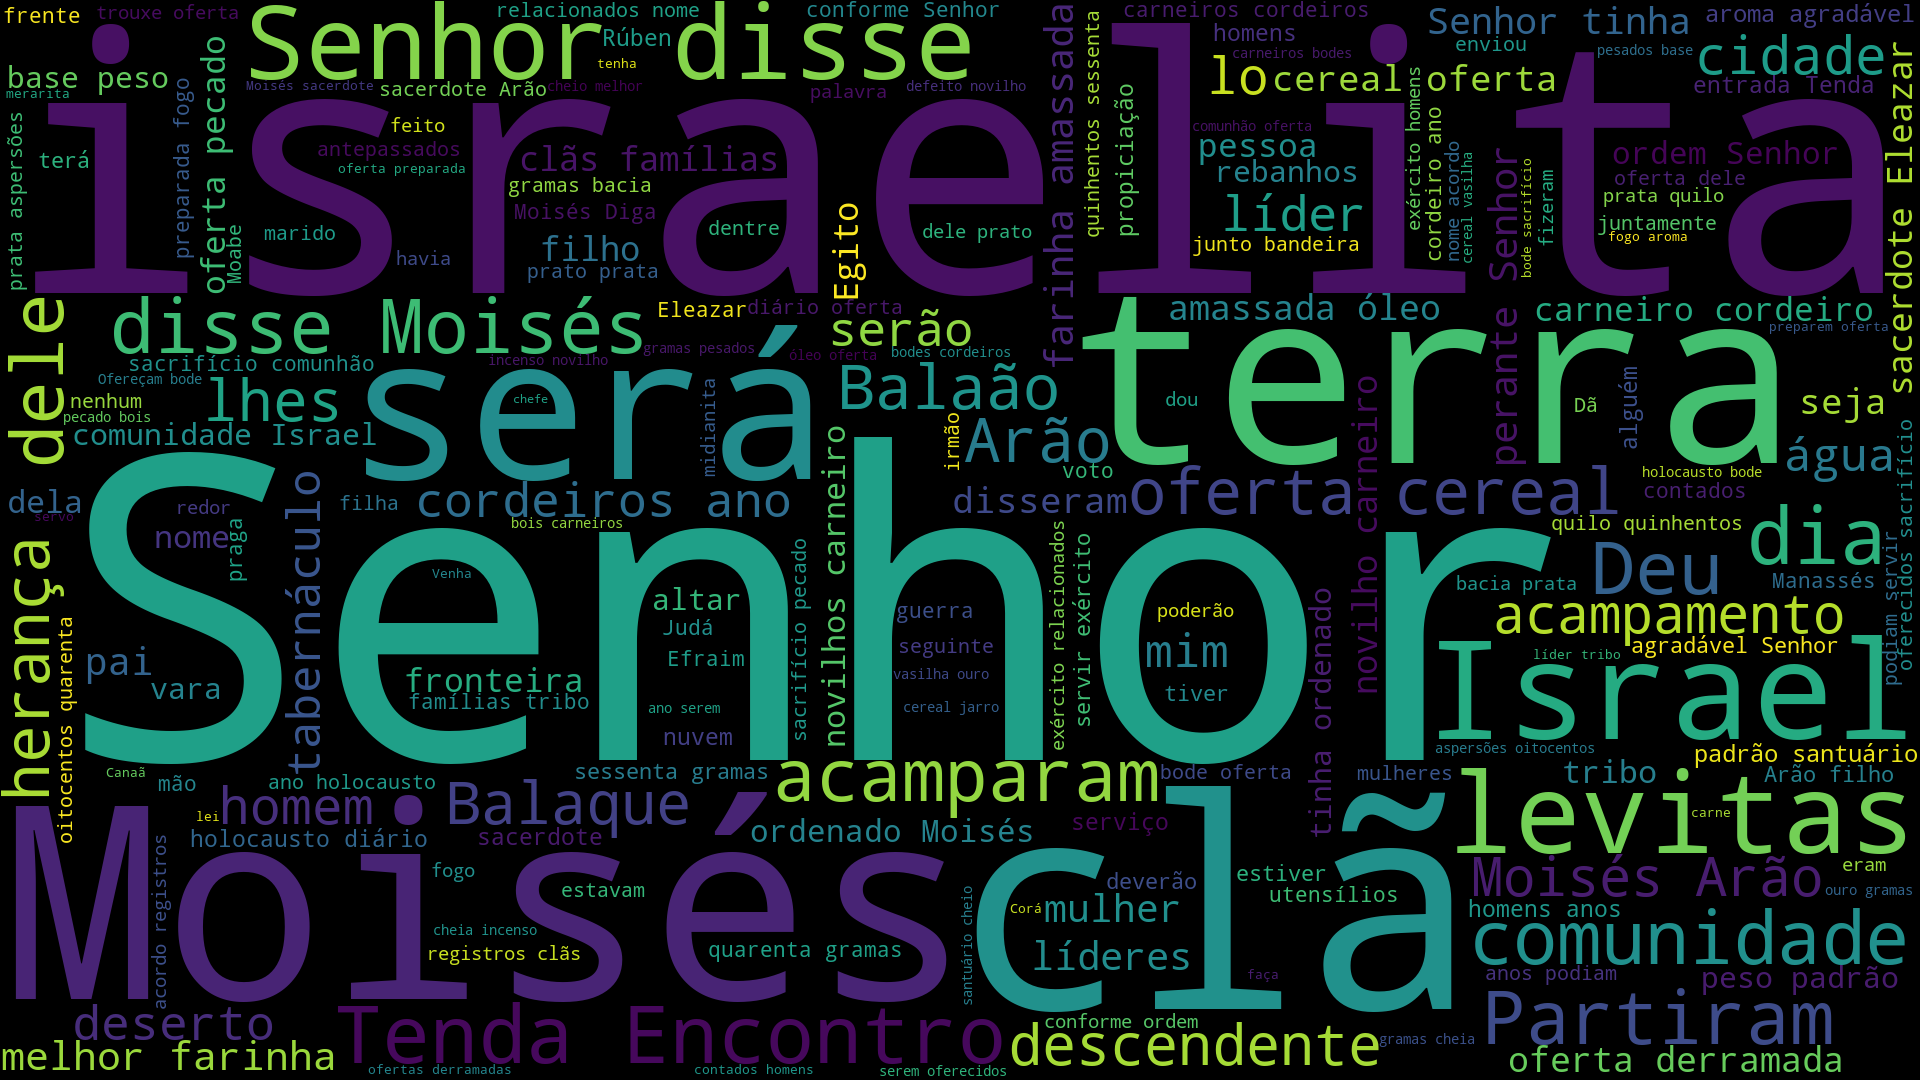 frente
trouxe oferta
Senhor disse
relacionados nome
conforme Senhor
carneiros cordeiros
Senhor tinha
aroma agradável
Rúben
homens
enviou
pesados base
carneiros bodes
cidade
tenha
base peso
merarita
Moisés sacerdote
sacerdote Arão
cheio melhor
palavra
defeito novilho
lo
cereal oferta
entrada Tenda
israelita
preparada fogo
oferta pecado
prata aspersões
terá
feito
antepassados
oferta preparada
clãs famílias
gramas bacia
Moisés Diga
filho
prato prata
marido
Moabe
havia
dentre
dele prato
Egito
farinha amassada
quinhentos sessenta
propiciação
comunhão oferta
pessoa
rebanhos
líder
junto bandeira
exército homens
cordeiro ano
nome acordo
cereal vasilha
perante Senhor
bode sacrifício
fizeram
ordem Senhor
oferta dele
prata quilo
juntamente
fogo aroma
sacerdote Eleazar
herança dele
disse Moisés
Eleazar
diário oferta
serão
amassada óleo
carneiro cordeiro
preparem oferta
sacrifício comunhão
incenso novilho
gramas pesados
óleo oferta
bodes cordeiros
Ofereçam bode
nenhum
pecado bois
lhes
será
chefe
midianita
Balaão
terra
dou
Dã
alguém
seja
comunidade Israel
irmão
Arão
voto
água
holocausto bode
contados
dela
servo
redor
nome
praga
tabernáculo
filha
cordeiros ano
bois carneiros
novilhos carneiro
disseram
oferta cereal
novilho carneiro
quilo quinhentos
dia
oferecidos sacrifício
Senhor
Venha
sacrifício pecado
altar
Judá
Efraim
guerra
seguinte
vasilha ouro
cereal jarro
exército relacionados
servir exército
poderão
mim
tiver
tinha ordenado
bacia prata
Deu
Manassés
podiam servir
acampamento
agradável Senhor
líder tribo
Israel
pai
vara
fronteira
famílias tribo
ano serem
nuvem
oitocentos quarenta
aspersões oitocentos
padrão santuário
Canaã
mão
ano holocausto
sessenta gramas
acamparam
bode oferta
mulheres
tribo
Arão filho
Moisés
lei
homem
Balaque
holocausto diário
sacerdote
ordenado Moisés
serviço
clã
levitas
carne
acordo registros
fogo
estavam
cheia incenso
registros clãs
quarenta gramas
santuário cheio
Corá
deverão
mulher
líderes
estiver
utensílios
faça
Moisés Arão
eram
ouro gramas
homens anos
comunidade
anos podiam
peso padrão
deserto
Tenda Encontro
conforme ordem
descendente
gramas cheia
Partiram
melhor farinha
ofertas derramadas
contados homens
serem oferecidos
oferta derramada